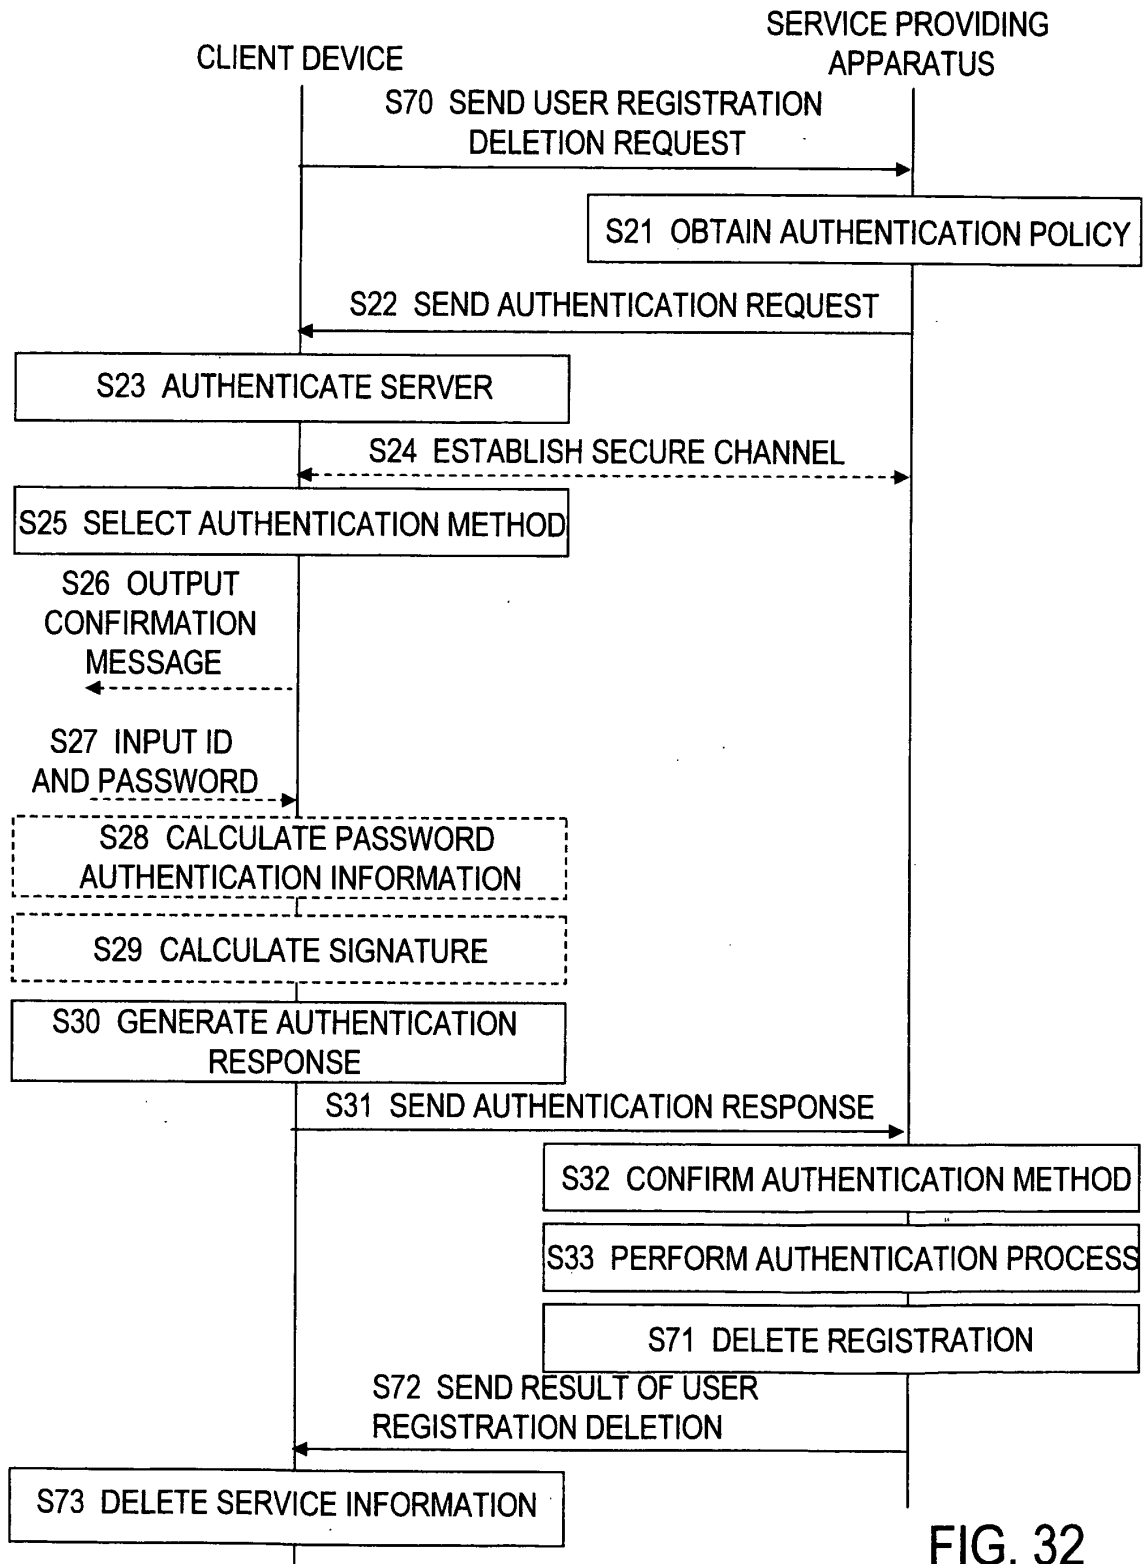 CLIENT DEVICE
SERVICE PROVIDING
APPARATUS
S70 SEND USER REGISTRATION
DELETION REQUEST
S21 OBTAIN AUTHENTICATION POLICY
S22 SEND AUTHENTICATION REQUEST
S23 AUTHENTICATE SERVER
S24 ESTABLISH SECURE CHANNEL
S25 SELECT AUTHENTICATION METHOD
S26 OUTPUT
CONFIRMATION
MESSAGE
S27 INPUT ID
AND PASSWORD
S28 CALCULATE PASSWORD
AUTHENTICATION INFORMATION
S29 CALCULATE SIGNATURE
S30 GENERATE AUTHENTICATION
RESPONSE
S31 SEND AUTHENTICATION RESPONSE
S32 CONFIRM AUTHENTICATION METHOD
S33 PERFORM AUTHENTICATION PROCESS
S71 DELETE REGISTRATION
S72 SEND RESULT OF USER
REGISTRATION DELETION
S73 DELETE SERVICE INFORMATION
FIG. 32